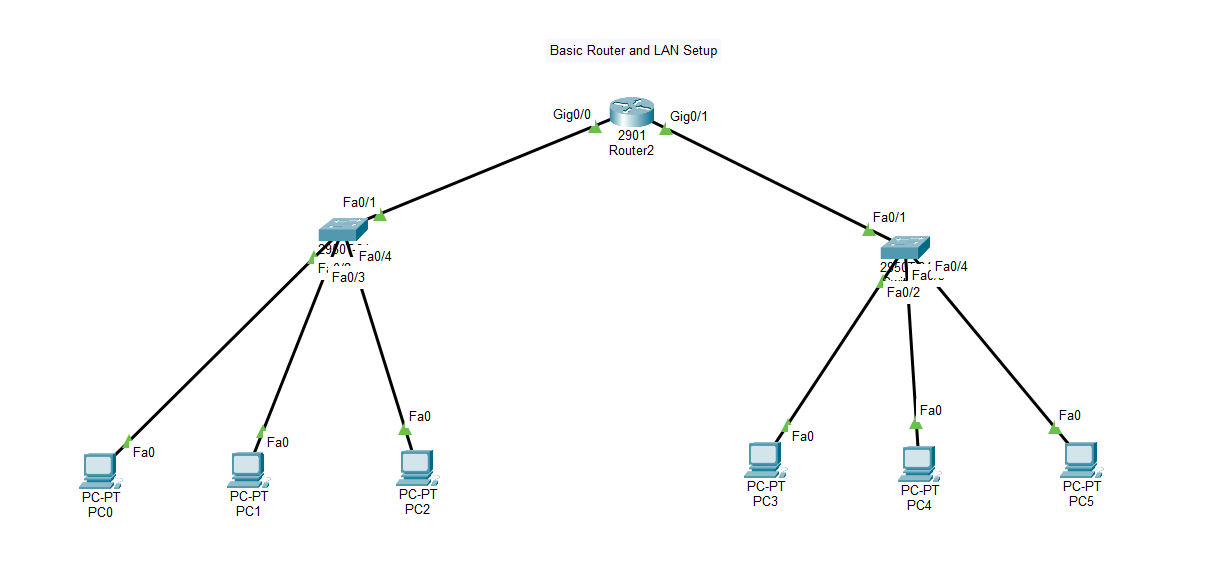 Basic Router and LAN Setup
Gig0/0
Gig0/1
2901
Router2
Fa0/1
Fa0/4
Fa0/3
Fa0/1
Fa0/4
Fa0/2
Fa0
PC-PT
PC0
Fa0
PC-PT
PC1
Fa0
PC-PT
PC2
Fa0
PC-PT
PC3
Fa0
PC-PT
PC4
Fa0
PC-PT
PC5